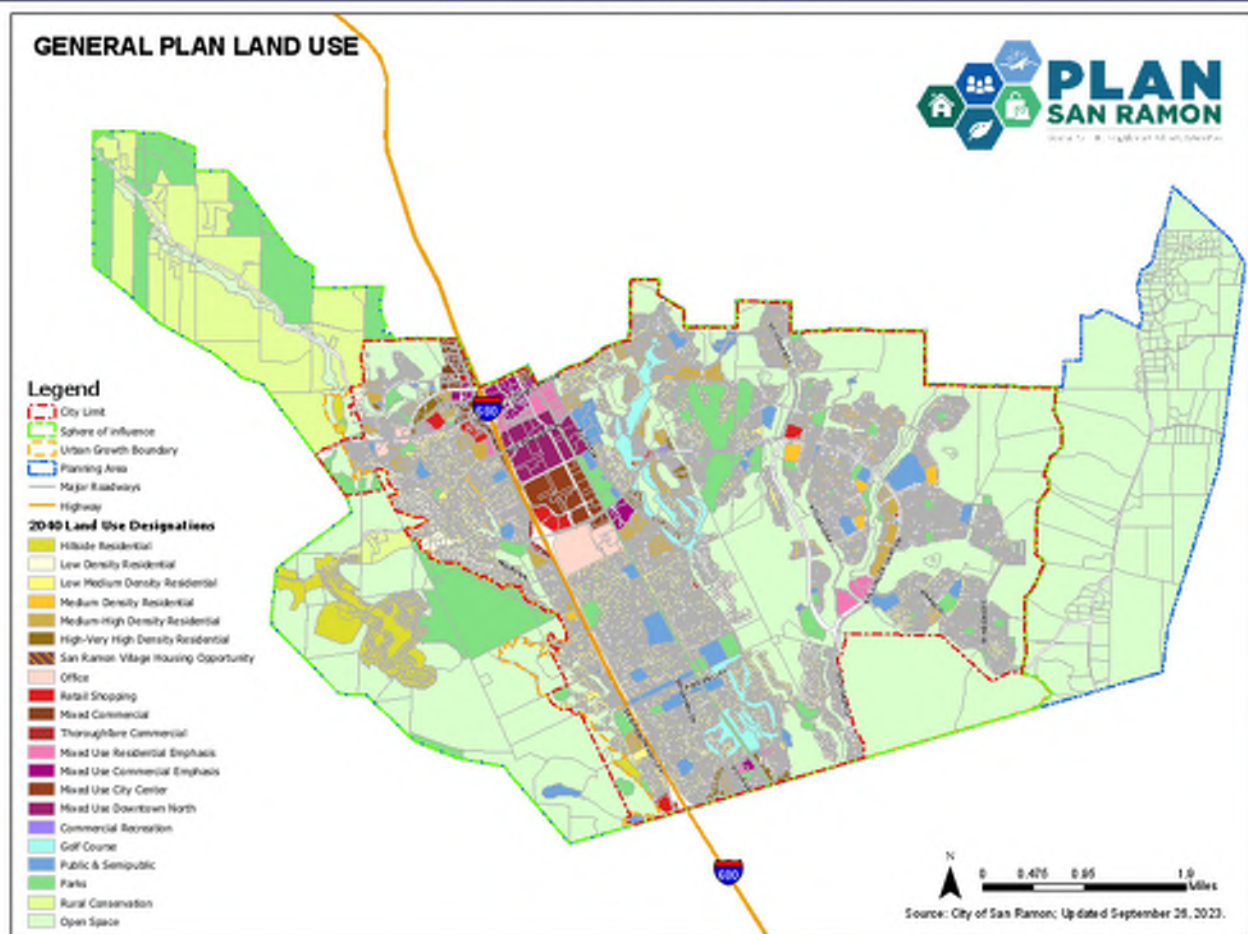 GENERAL PLAN LAND USE
PLAN
SAN RAMON
680
Legend
City Limit
Sphere of Influence
Urban Growth Boundary
Planning Area
Major Roadways
Highway
2040 Land Use Designations
Hillside Residential
Low Density Residential
Low Medium Density Residential
Medium Density Residential
Medium-High Density Residential
High-Very High Density Residential
San Ramon Village Housing Opportunity
Office
Retail Shopping
Mixed Commercial
Thoroughfare Commercial
Mixed Use Residential Emphasis
Mixed Use Commercial Emphasis
Mixed Use City Center
Mixed Use Downtown North
Commercial Recreation
Golf Course
Public & Semipublic
Parks
Rural Conservation
Open Space
680
N
0 0.475 0.95 1.9
Miles
Source: City of San Ramon; Updated September 26, 2023.